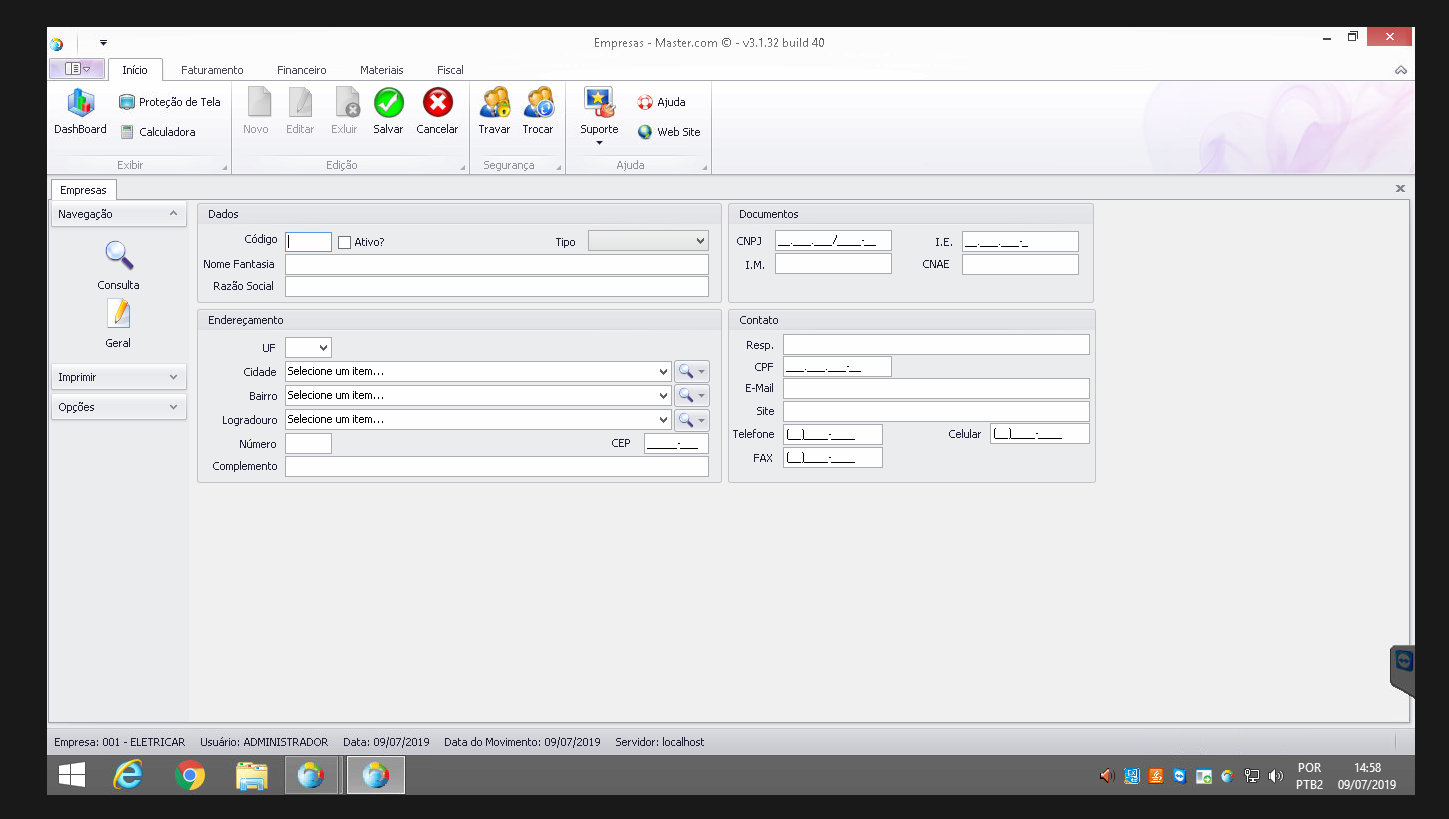 Empresas - Master.com © - v3.1.32 build 40
Início Faturamento Financeiro Materiais Fiscal
DashBoard
Proteção de Tela
Calculadora
Exibir
Novo Editar Exluir Salvar Cancelar
Edição
Travar Trocar
Segurança
Suporte
Ajuda
Web Site
Ajuda
Empresas
Navegação
Consulta
Geral
Imprimir
Opções
Dados
Código Ativo? Tipo
Nome Fantasia
Razão Social
Documentos
CNPJ __.___.___/____-__ I.E. __.___.___-_
I.M. CNAE
Endereçamento
UF
Cidade Selecione um item...
Bairro Selecione um item...
Logradouro Selecione um item...
Número CEP _____-___
Complemento
Contato
Resp.
CPF ___.___.___-__
E-Mail
Site
Telefone (__)____-____ Celular (__)____-____
FAX (__)____-____
Empresa: 001 - ELETRICAR Usuário: ADMINISTRADOR Data: 09/07/2019 Data do Movimento: 09/07/2019 Servidor: localhost
POR 14:58
PTB2 09/07/2019